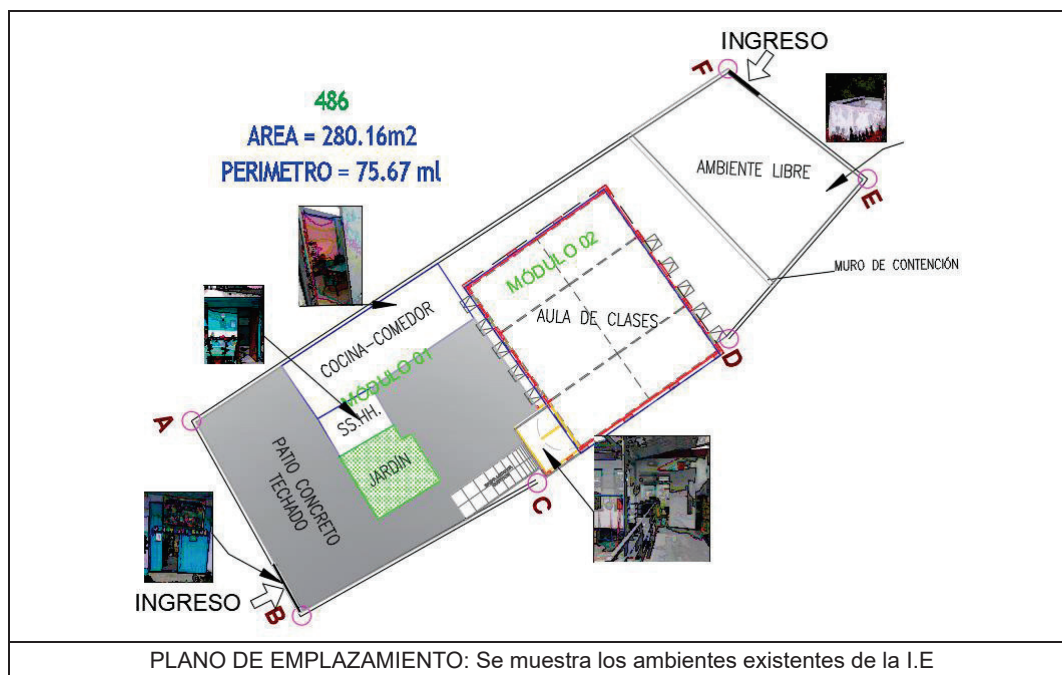 INGRESO
F
486
AREA = 280.16m2
PERIMETRO = 75.67 ml
AMBIENTE LIBRE
E
MÓDULO 02
MURO DE CONTENCIÓN
AULA DE CLASES
COCINA-COMEDOR
D
MÓDULO 01
A
SS.HH.
JARDIN
PATIO CONCRETO
TECHADO
C
INGRESO
B
PLANO DE EMPLAZAMIENTO: Se muestra los ambientes existentes de la I.E